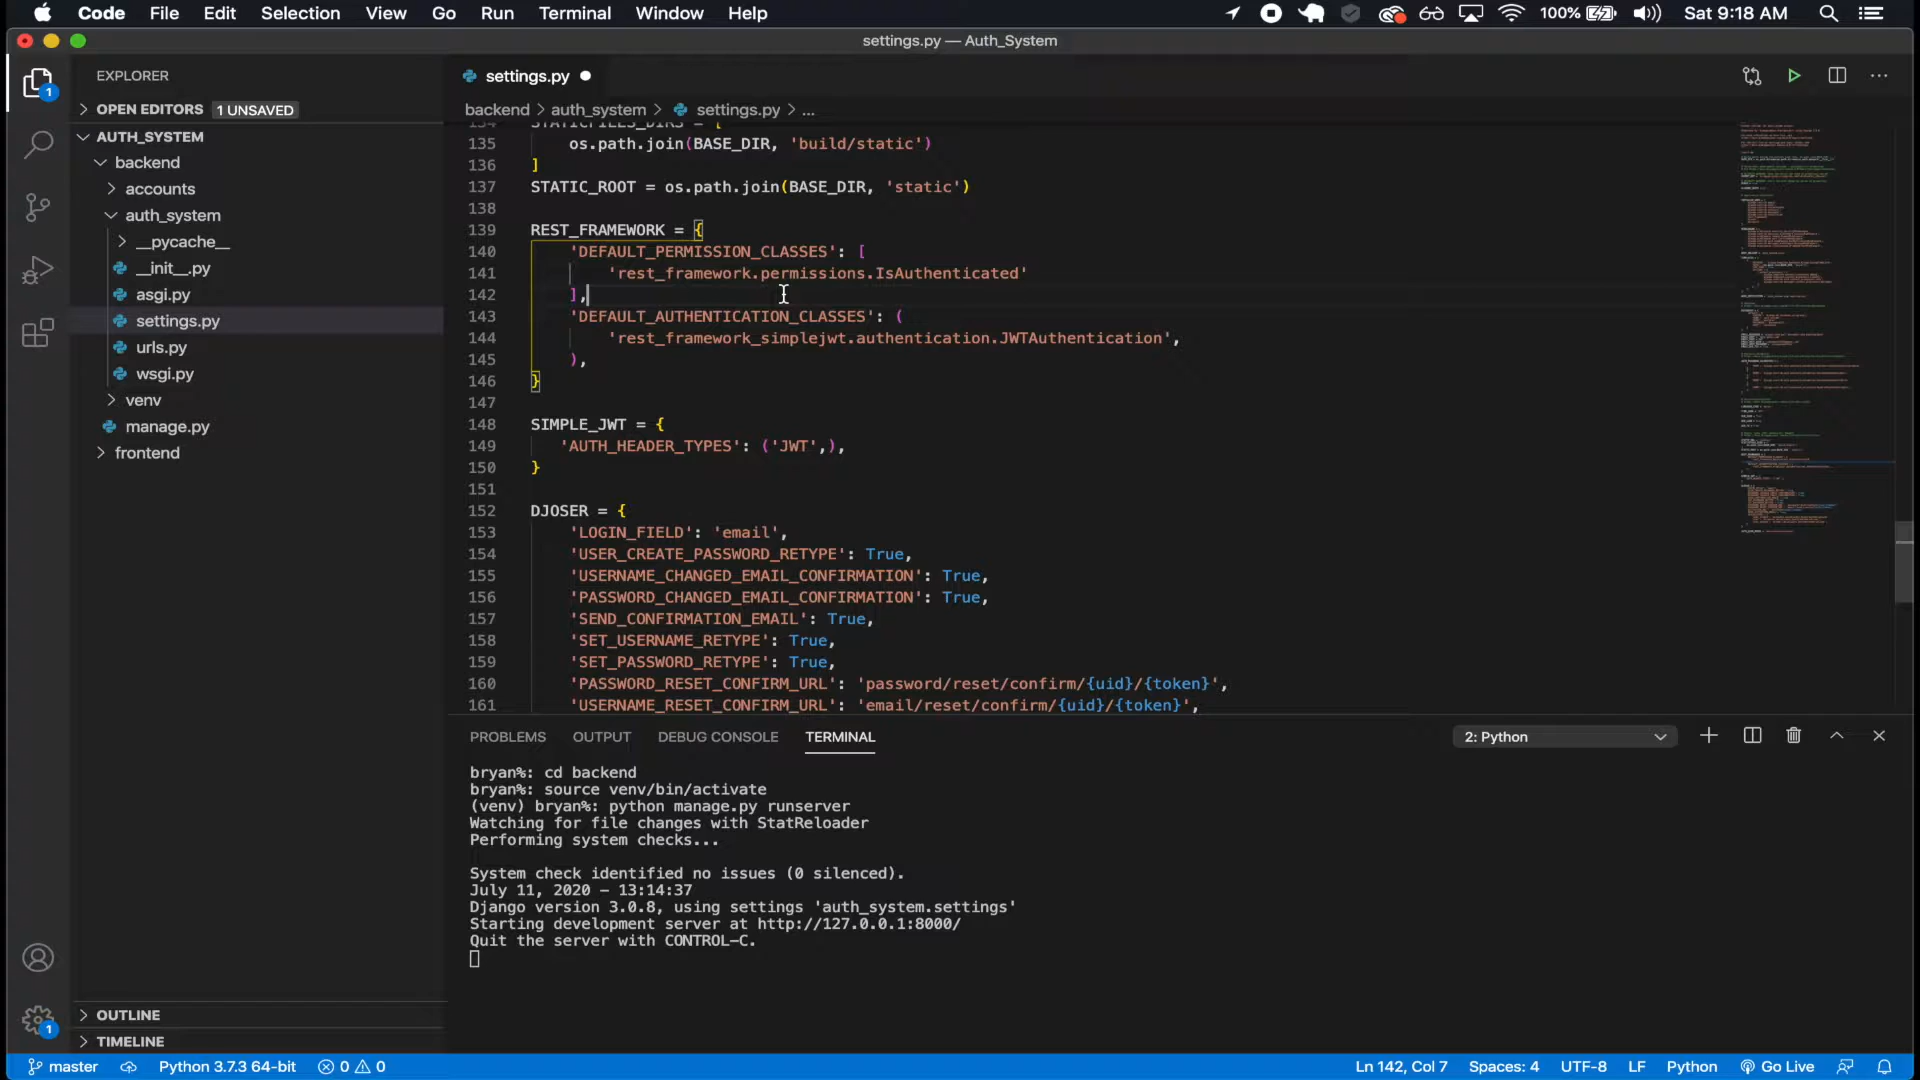 Code File Edit Selection View Go Run Terminal Window Help
100% Sat 9:18 AM
settings.py — Auth_System
EXPLORER
OPEN EDITORS 1 UNSAVED
AUTH_SYSTEM
backend
accounts
auth_system
__pycache__
__init__.py
asgi.py
settings.py
urls.py
wsgi.py
venv
manage.py
frontend
OUTLINE
TIMELINE
1
1
settings.py
backend > auth_system > settings.py > ...
134 STATICFILES_DIRS = [
135 os.path.join(BASE_DIR, 'build/static')
136 ]
137 STATIC_ROOT = os.path.join(BASE_DIR, 'static')
138
139 REST_FRAMEWORK = {
140 'DEFAULT_PERMISSION_CLASSES': [
141 'rest_framework.permissions.IsAuthenticated'
142 ],
143 'DEFAULT_AUTHENTICATION_CLASSES': (
144 'rest_framework_simplejwt.authentication.JWTAuthentication',
145 ),
146 }
147
148 SIMPLE_JWT = {
149 'AUTH_HEADER_TYPES': ('JWT',),
150 }
151
152 DJOSER = {
153 'LOGIN_FIELD': 'email',
154 'USER_CREATE_PASSWORD_RETYPE': True,
155 'USERNAME_CHANGED_EMAIL_CONFIRMATION': True,
156 'PASSWORD_CHANGED_EMAIL_CONFIRMATION': True,
157 'SEND_CONFIRMATION_EMAIL': True,
158 'SET_USERNAME_RETYPE': True,
159 'SET_PASSWORD_RETYPE': True,
160 'PASSWORD_RESET_CONFIRM_URL': 'password/reset/confirm/{uid}/{token}',
161 'USERNAME_RESET_CONFIRM_URL': 'email/reset/confirm/{uid}/{token}',
PROBLEMS OUTPUT DEBUG CONSOLE TERMINAL 2: Python
bryan%: cd backend
bryan%: source venv/bin/activate
(venv) bryan%: python manage.py runserver
Watching for file changes with StatReloader
Performing system checks...
System check identified no issues (0 silenced).
July 11, 2020 - 13:14:37
Django version 3.0.8, using settings 'auth_system.settings'
Starting development server at http://127.0.0.1:8000/
Quit the server with CONTROL-C.
master Python 3.7.3 64-bit 0 0 Ln 142, Col 7 Spaces: 4 UTF-8 LF Python Go Live